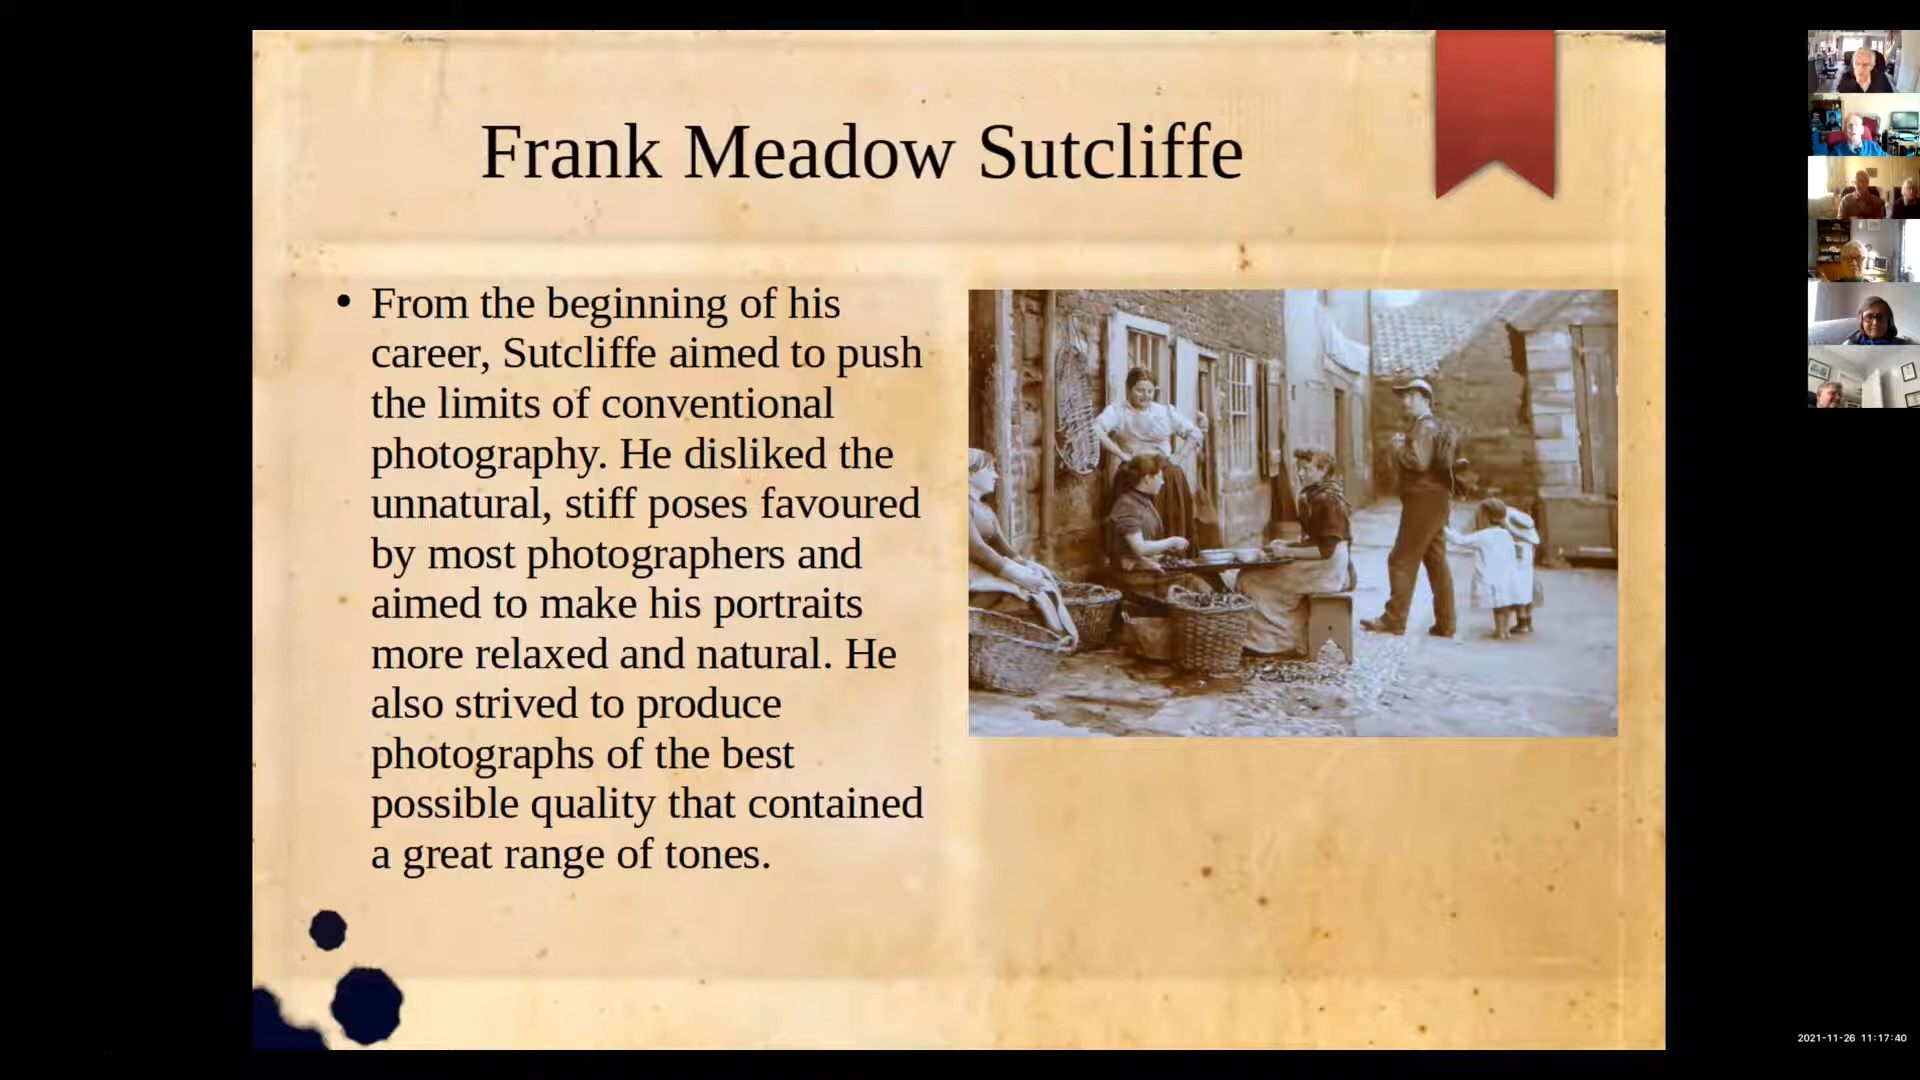 Frank Meadow Sutcliffe
• From the beginning of his
career, Sutcliffe aimed to push
the limits of conventional
photography. He disliked the
unnatural, stiff poses favoured
by most photographers and
aimed to make his portraits
more relaxed and natural. He
also strived to produce
photographs of the best
possible quality that contained
a great range of tones.
2021-11-26 11:17:40